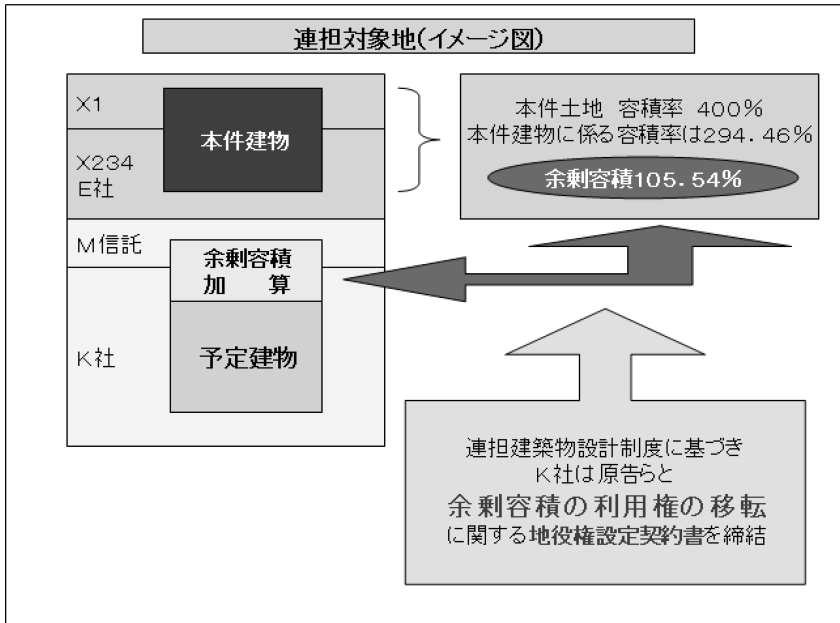 連担対象地(イメージ図)
X1
本件建物
X234
E社
M信託
余剰容積
加　算
K社
予定建物
本件土地 容積率 400%
本件建物に係る容積率は294.46%
余剰容積105.54%
連担建築物設計制度に基づき
K社は原告らと
余剰容積の利用権の移転
に関する地役権設定契約書を締結